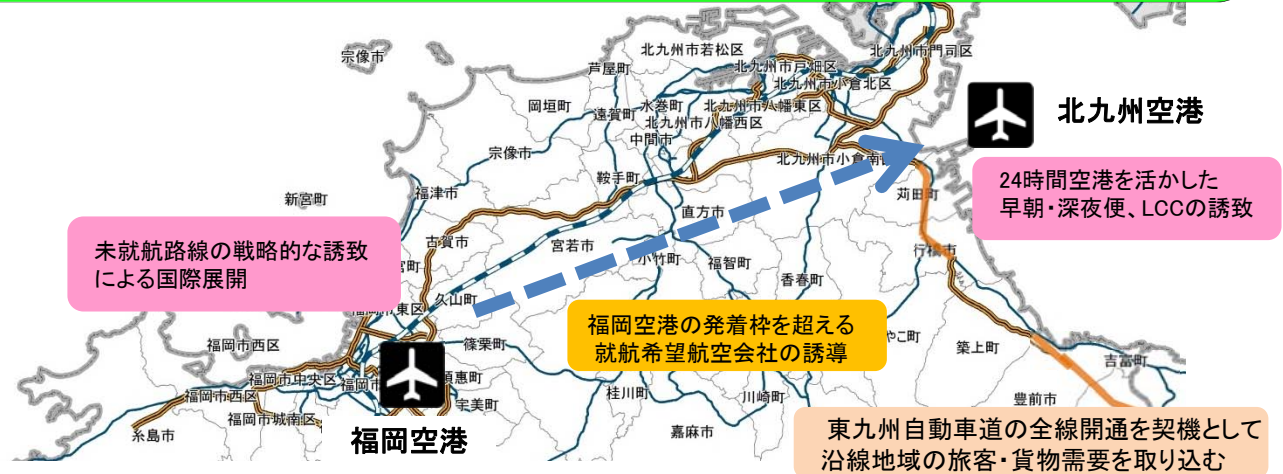 宗像市
北九州市若松区
北九州市門司区
芦屋町
北九州市戸畑区
北九州市小倉北区
岡垣町
水巻町
北九州市八幡東区
遠賀町
北九州市八幡西区
中間市
北九州空港
宗像市
北九州市小倉南区
鞍手町
24時間空港を活かした
早朝・深夜便、LCCの誘致
福津市
苅田町
新宮町
直方市
未就航路線の戦略的な誘致
による国際展開
古賀市
宮若市
行橋市
小竹町
福智町
宮町
香春町
久山町
東区
福岡空港の発着枠を超える
就航希望航空会社の誘導
福岡市西区
篠栗町
やこ町
築上町
吉富町
福岡市中央区
福岡市
須恵町
福岡市西区
宇美町
桂川町
川崎町
豊前市
福岡市城南区
糸島市
嘉麻市
福岡空港
東九州自動車道の全線開通を契機として
沿線地域の旅客・貨物需要を取り込む